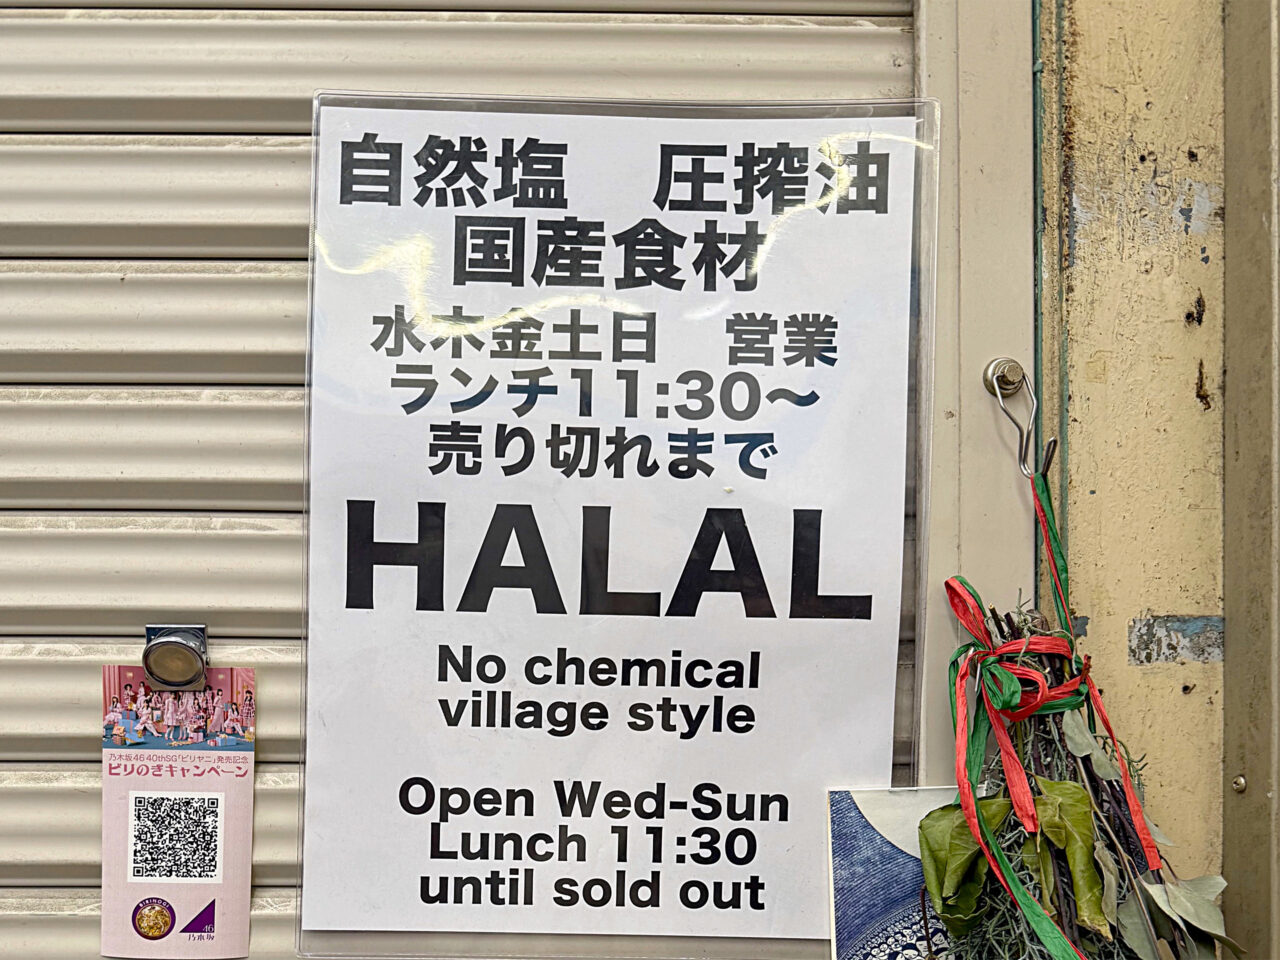 自然塩　圧搾油
国産食材
水木金土日　営業
ランチ11:30〜
売り切れまで
HALAL
No chemical
village style
Open Wed-Sun
Lunch 11:30
until sold out
乃木坂46 40thSG「ビリヤニ」発売記念
ビリのぎキャンペーン
BIRINOGI
46
乃木坂